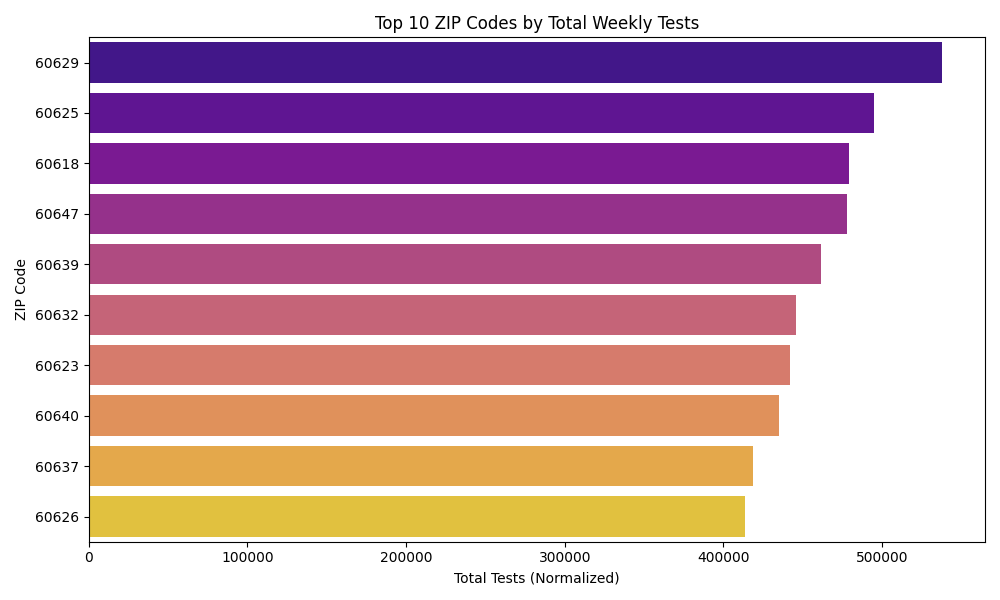 Top 10 ZIP Codes by Total Weekly Tests
ZIP Code
60629
60625
60618
60647
60639
60632
60623
60640
60637
60626
0 100000 200000 300000 400000 500000
Total Tests (Normalized)